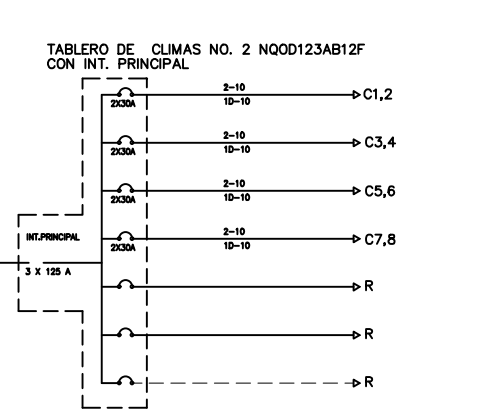 TABLERO DE CLIMAS NO. 2 NQOD123AB12F
CON INT. PRINCIPAL
2-10
C1,2
2X30A
1D-10
2-10
C3,4
2X30A
1D-10
2-10
C5,6
2X30A
1D-10
2-10
C7,8
INT.PRINCIPAL
2X30A
1D-10
3 X 125 A
R
R
R